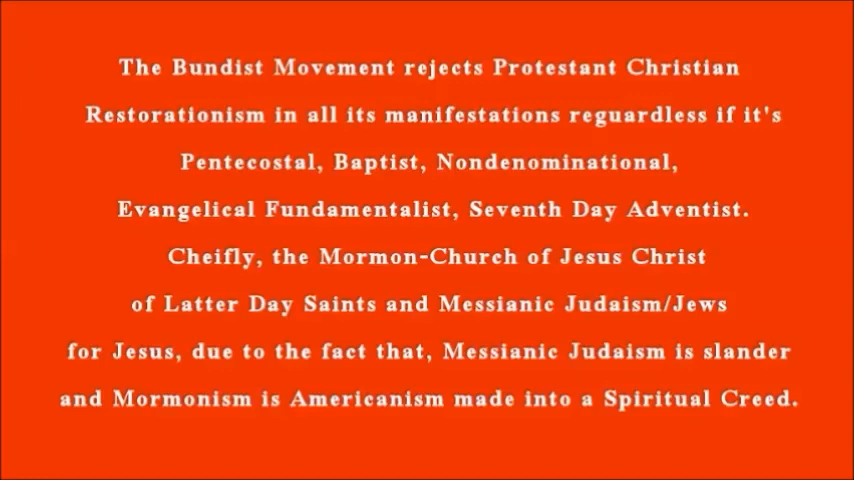 The Bundist Movement rejects Protestant Christian
Restorationism in all its manifestations reguardless if it's
Pentecostal, Baptist, Nondenominational,
Evangelical Fundamentalist, Seventh Day Adventist.
Cheifly, the Mormon-Church of Jesus Christ
of Latter Day Saints and Messianic Judaism/Jews
for Jesus, due to the fact that, Messianic Judaism is slander
and Mormonism is Americanism made into a Spiritual Creed.